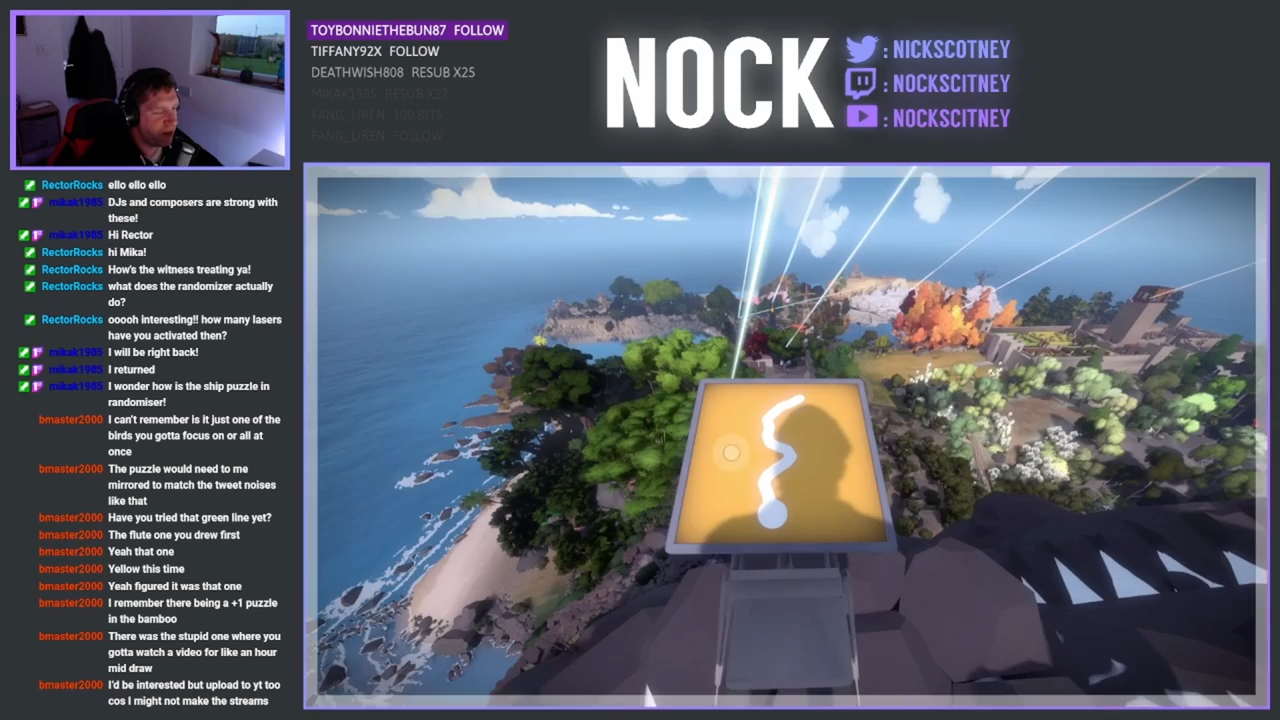 TOYBONNIETHEBUN87 FOLLOW
TIFFANY92X FOLLOW
DEATHWISH808 RESUB X25
MIKAK1985 RESUB X17
FANG_LIREN 100 BITS
FANG_LIREN FOLLOW
NOCK
: NICKSCOTNEY
: NOCKSCITNEY
: NOCKSCITNEY
RectorRocks ello ello ello
mikak1985 DJs and composers are strong with
these!
mikak1985 Hi Rector
RectorRocks hi Mika!
RectorRocks How's the witness treating ya!
RectorRocks what does the randomizer actually
do?
RectorRocks ooooh interesting!! how many lasers
have you activated then?
mikak1985 I will be right back!
mikak1985 I returned
mikak1985 I wonder how is the ship puzzle in
randomiser!
bmaster2000 I can't remember is it just one of the
birds you gotta focus on or all at
once
bmaster2000 The puzzle would need to me
mirrored to match the tweet noises
like that
bmaster2000 Have you tried that green line yet?
bmaster2000 The flute one you drew first
bmaster2000 Yeah that one
bmaster2000 Yellow this time
bmaster2000 Yeah figured it was that one
bmaster2000 I remember there being a +1 puzzle
in the bamboo
bmaster2000 There was the stupid one where you
gotta watch a video for like an hour
mid draw
bmaster2000 I'd be interested but upload to yt too
cos I might not make the streams